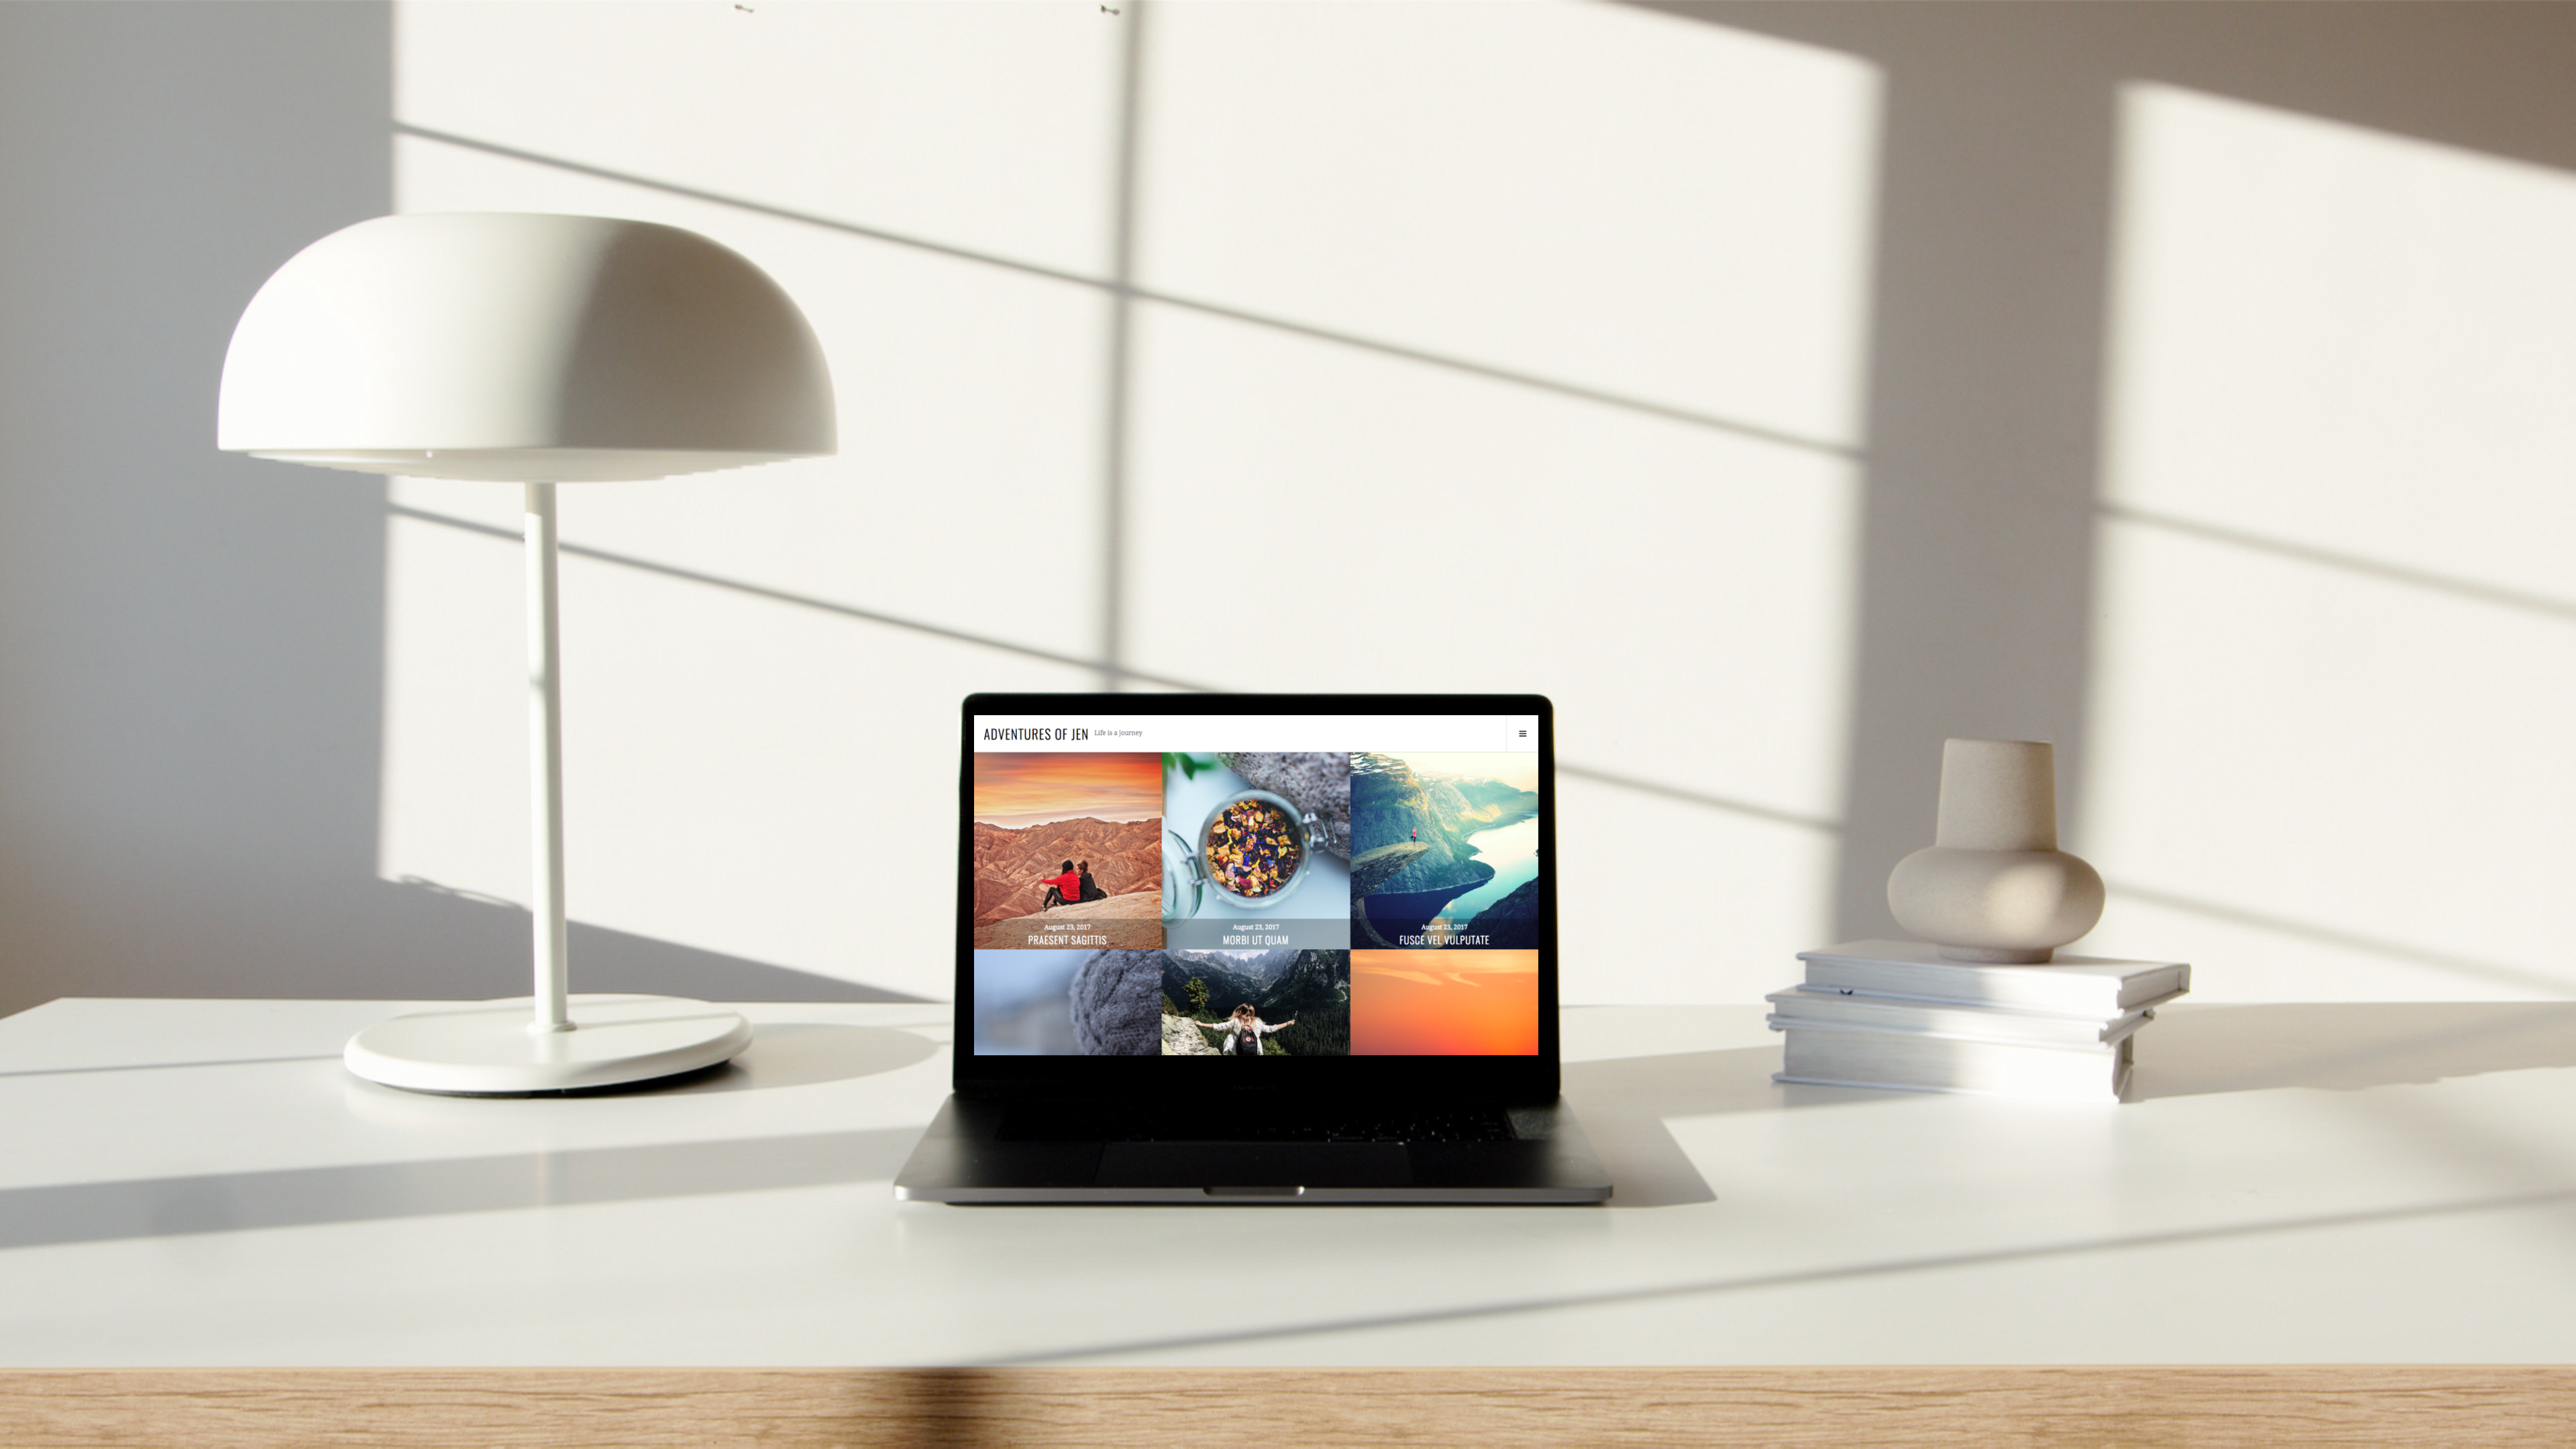 ADVENTURES OF JEN Life is a journey
August 23, 2017
PRAESENT SAGITTIS
August 23, 2017
MORBI UT QUAM
August 23, 2017
FUSCE VEL VULPUTATE